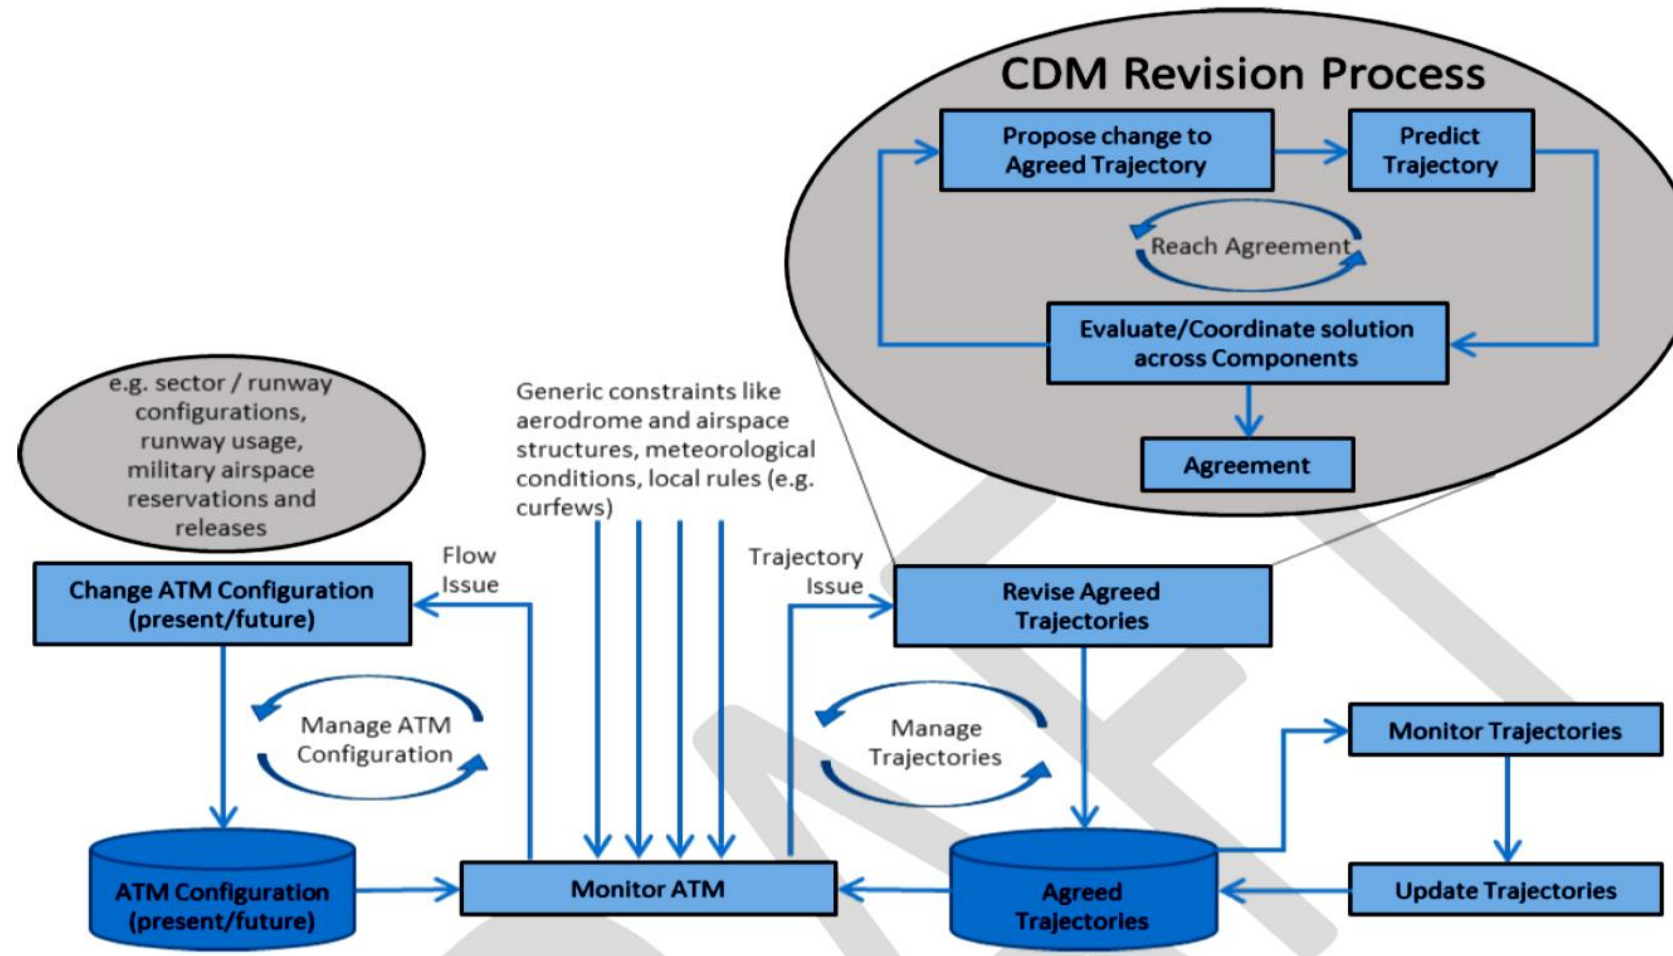 CDM Revision Process
Propose change to
Agreed Trajectory
Predict
Trajectory
Reach Agreement
Evaluate/Coordinate solution
across Components
Agreement
e.g. sector / runway
configurations,
runway usage,
military airspace
reservations and
releases
Generic constraints like
aerodrome and airspace
structures, meteorological
conditions, local rules (e.g.
curfews)
Flow
Issue
Trajectory
Issue
Change ATM Configuration
(present/future)
Revise Agreed
Trajectories
Manage ATM
Configuration
Manage
Trajectories
Monitor Trajectories
ATM Configuration
(present/future)
Monitor ATM
Agreed
Trajectories
Update Trajectories